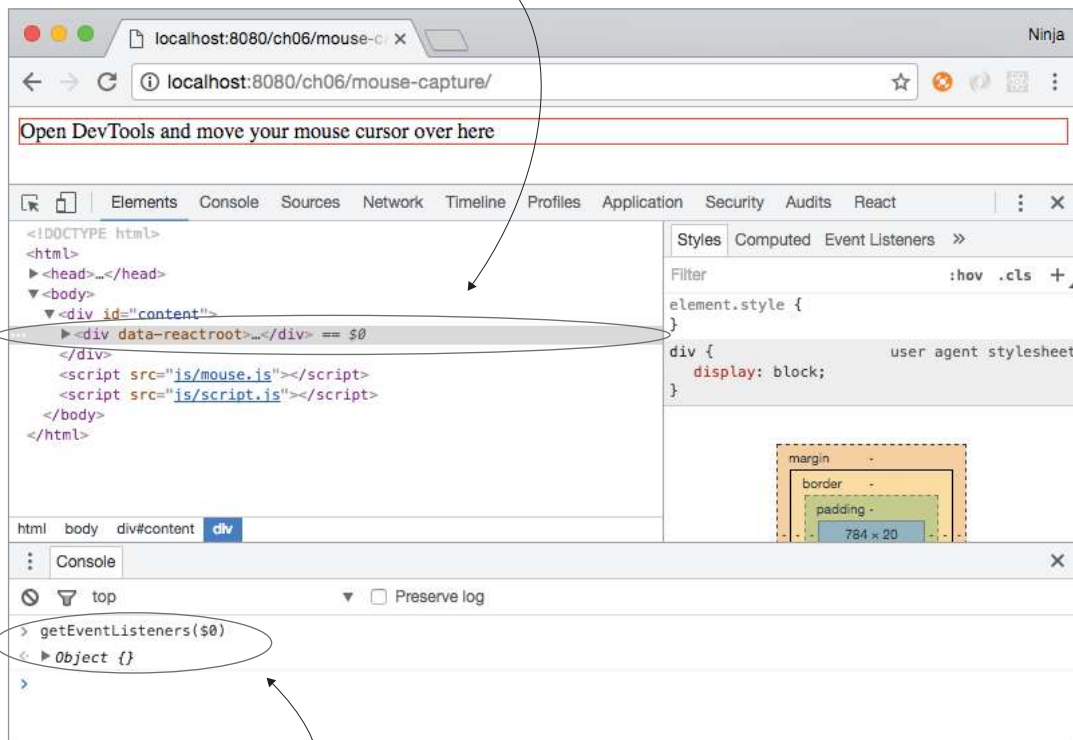 localhost:8080/ch06/mouse-c
Ninja
localhost:8080/ch06/mouse-capture/
Open DevTools and move your mouse cursor over here
Elements Console Sources Network Timeline Profiles Application Security Audits React
<!DOCTYPE html>
<html>
▶<head>…</head>
▼<body>
▼<div id="content">
… ▶<div data-reactroot>…</div> == $0
</div>
<script src="js/mouse.js"></script>
<script src="js/script.js"></script>
</body>
</html>
html body div#content div
Styles Computed Event Listeners »
Filter :hov .cls +
element.style {
}
div { user agent stylesheet
display: block;
}
margin -
border -
padding -
- - - 784 × 20 - - -
Console
top ▼ Preserve log
> getEventListeners($0)
<· ▶ Object {}
>